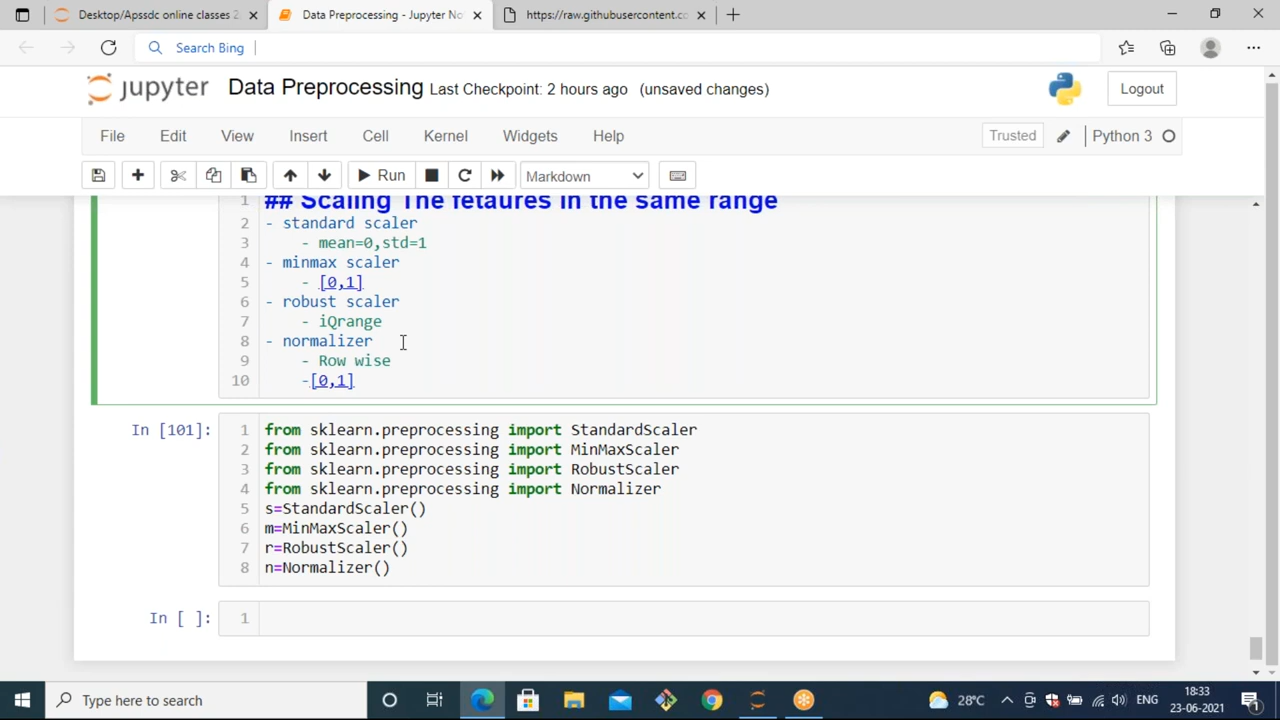 Desktop/Apssdc online classes 2
Data Preprocessing - Jupyter No
https://raw.githubusercontent.co
Search Bing
jupyter Data Preprocessing Last Checkpoint: 2 hours ago (unsaved changes) Logout
File Edit View Insert Cell Kernel Widgets Help Trusted Python 3
Run Markdown
1 ## Scaling The fetaures in the same range
2 - standard scaler
3 - mean=0,std=1
4 - minmax scaler
5 - [0,1]
6 - robust scaler
7 - iQrange
8 - normalizer
9 - Row wise
10 -[0,1]
In [101]: 1 from sklearn.preprocessing import StandardScaler
2 from sklearn.preprocessing import MinMaxScaler
3 from sklearn.preprocessing import RobustScaler
4 from sklearn.preprocessing import Normalizer
5 s=StandardScaler()
6 m=MinMaxScaler()
7 r=RobustScaler()
8 n=Normalizer()
In [ ]: 1
Type here to search
28°C
ENG
18:33
23-06-2021
1